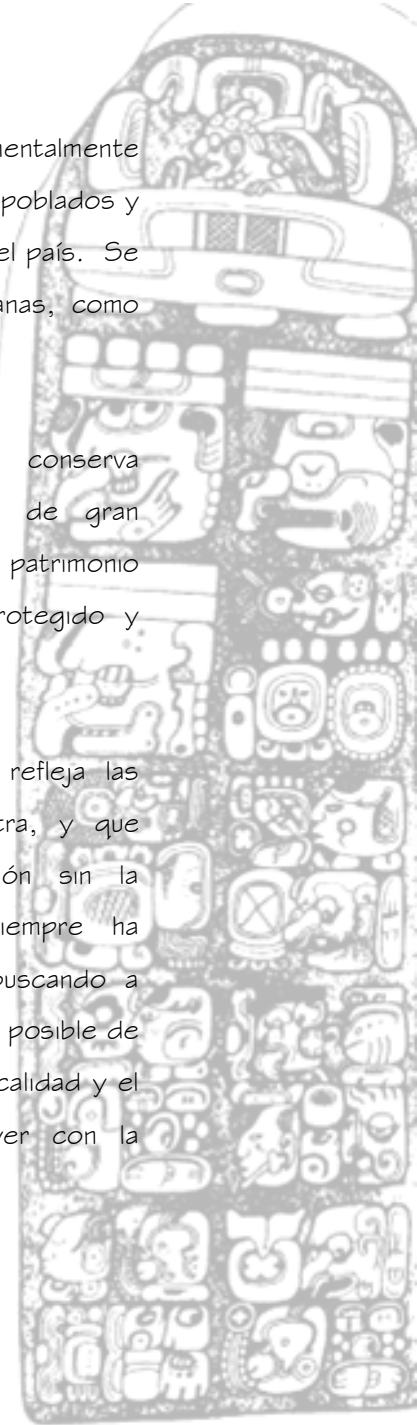 mentalmente
poblados y
el país. Se
anas, como
conserva
de gran
patrimonio
rotegido y
refleja las
tra, y que
ón sin la
iempre ha
buscando a
posible de
calidad y el
ver con la